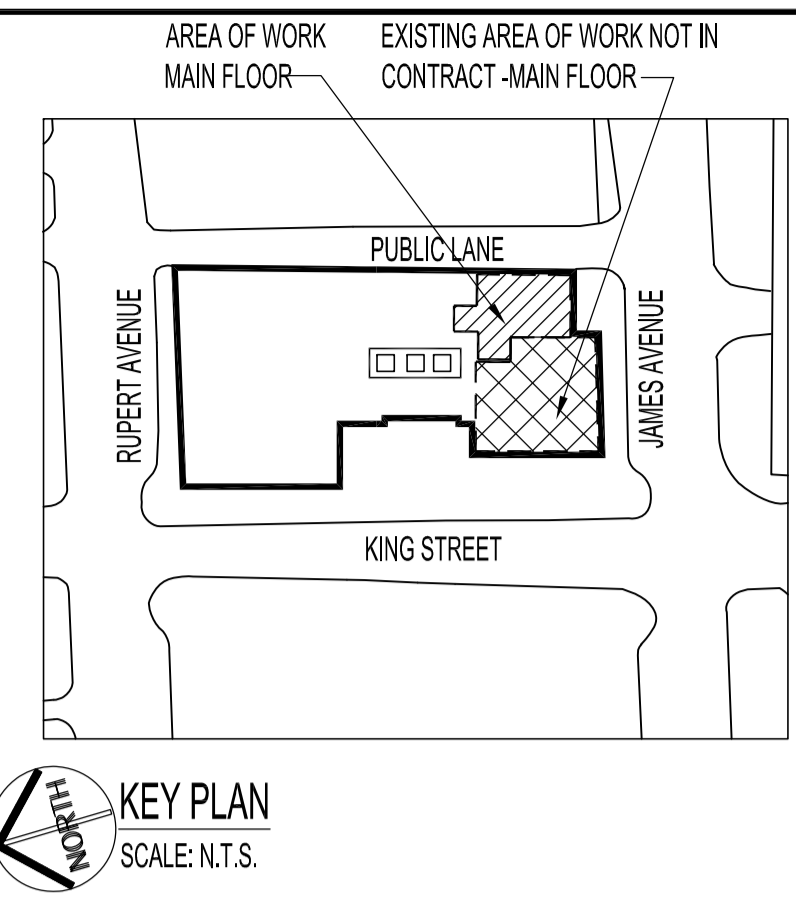 AREA OF WORK
MAIN FLOOR
EXISTING AREA OF WORK NOT IN
CONTRACT -MAIN FLOOR
PUBLIC LANE
RUPERT AVENUE
JAMES AVENUE
KING STREET
NORTH
KEY PLAN
SCALE: N.T.S.